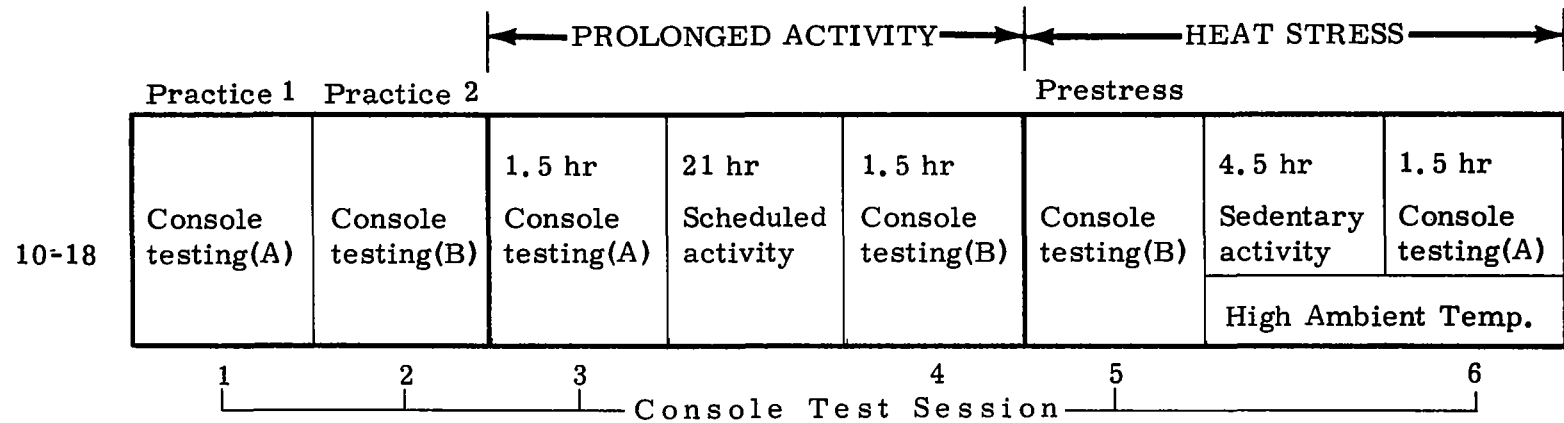 PROLONGED ACTIVITY HEAT STRESS
Practice 1 Practice 2 Prestress
1.5 hr 21 hr 1.5 hr 4.5 hr 1.5 hr
Console Console Console Scheduled Console Console Sedentary Console
10-18 testing(A) testing(B) testing(A) activity testing(B) testing(B) activity testing(A)
High Ambient Temp.
1 2 3 4 5 6
Console Test Session